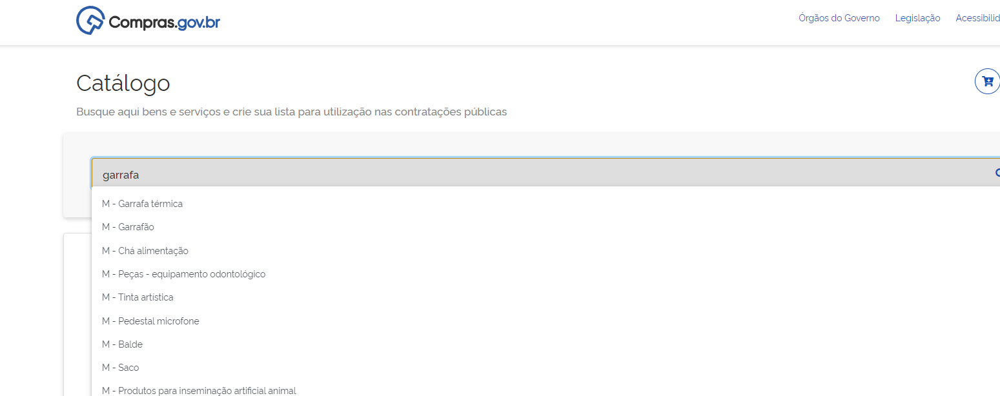 Compras.gov.br
Órgãos do Governo Legislação Acessibilid
Catálogo
Busque aqui bens e serviços e crie sua lista para utilização nas contratações públicas
garrafa
M - Garrafa térmica
M - Garrafão
M - Chá alimentação
M - Peças - equipamento odontológico
M - Tinta artística
M - Pedestal microfone
M - Balde
M - Saco
M - Produtos para inseminação artificial animal